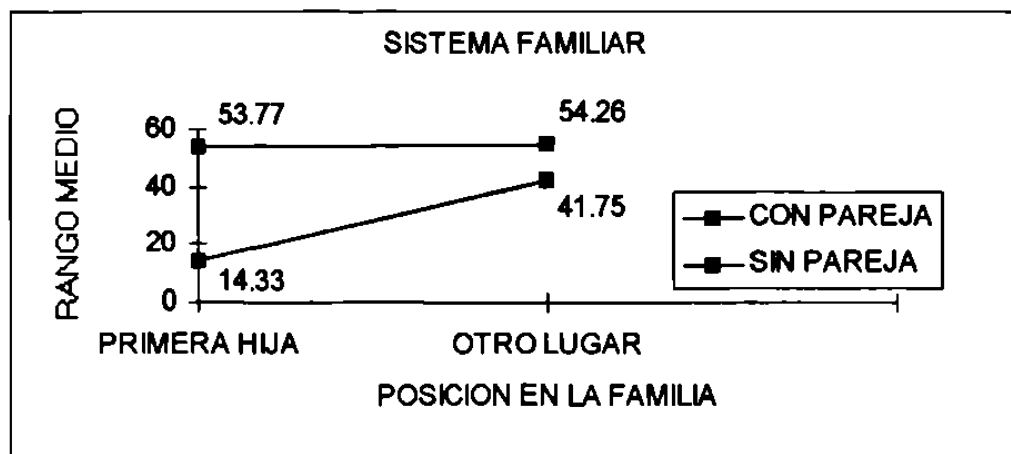 SISTEMA FAMILIAR
RANGO MEDIO
60
40
20
0
53.77
54.26
14.33
41.75
CON PAREJA
SIN PAREJA
PRIMERA HIJA
OTRO LUGAR
POSICION EN LA FAMILIA